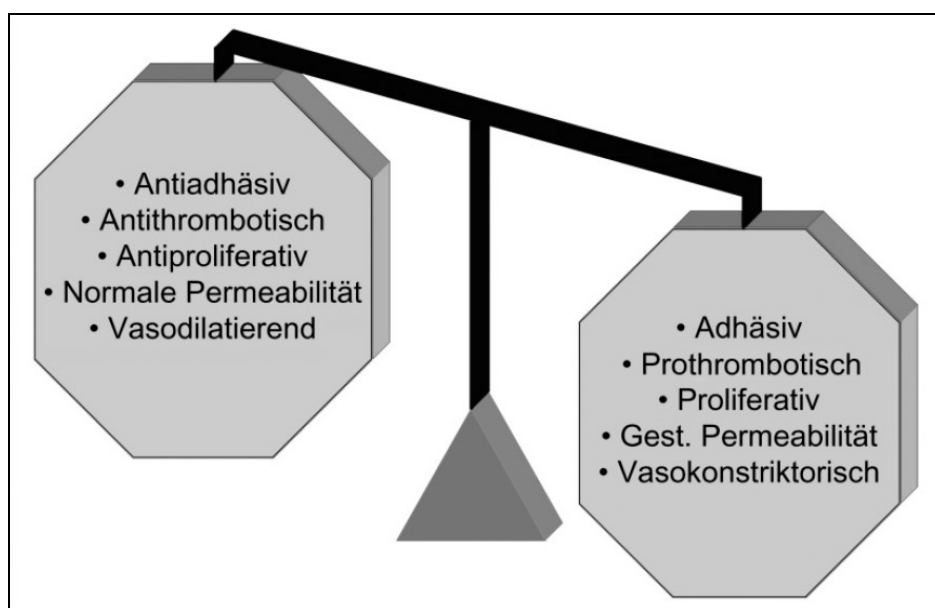 • Antiadhäsiv
• Antithrombotisch
• Antiproliferativ
• Normale Permeabilität
• Vasodilatierend
• Adhäsiv
• Prothrombotisch
• Proliferativ
• Gest. Permeabilität
• Vasokonstriktorisch